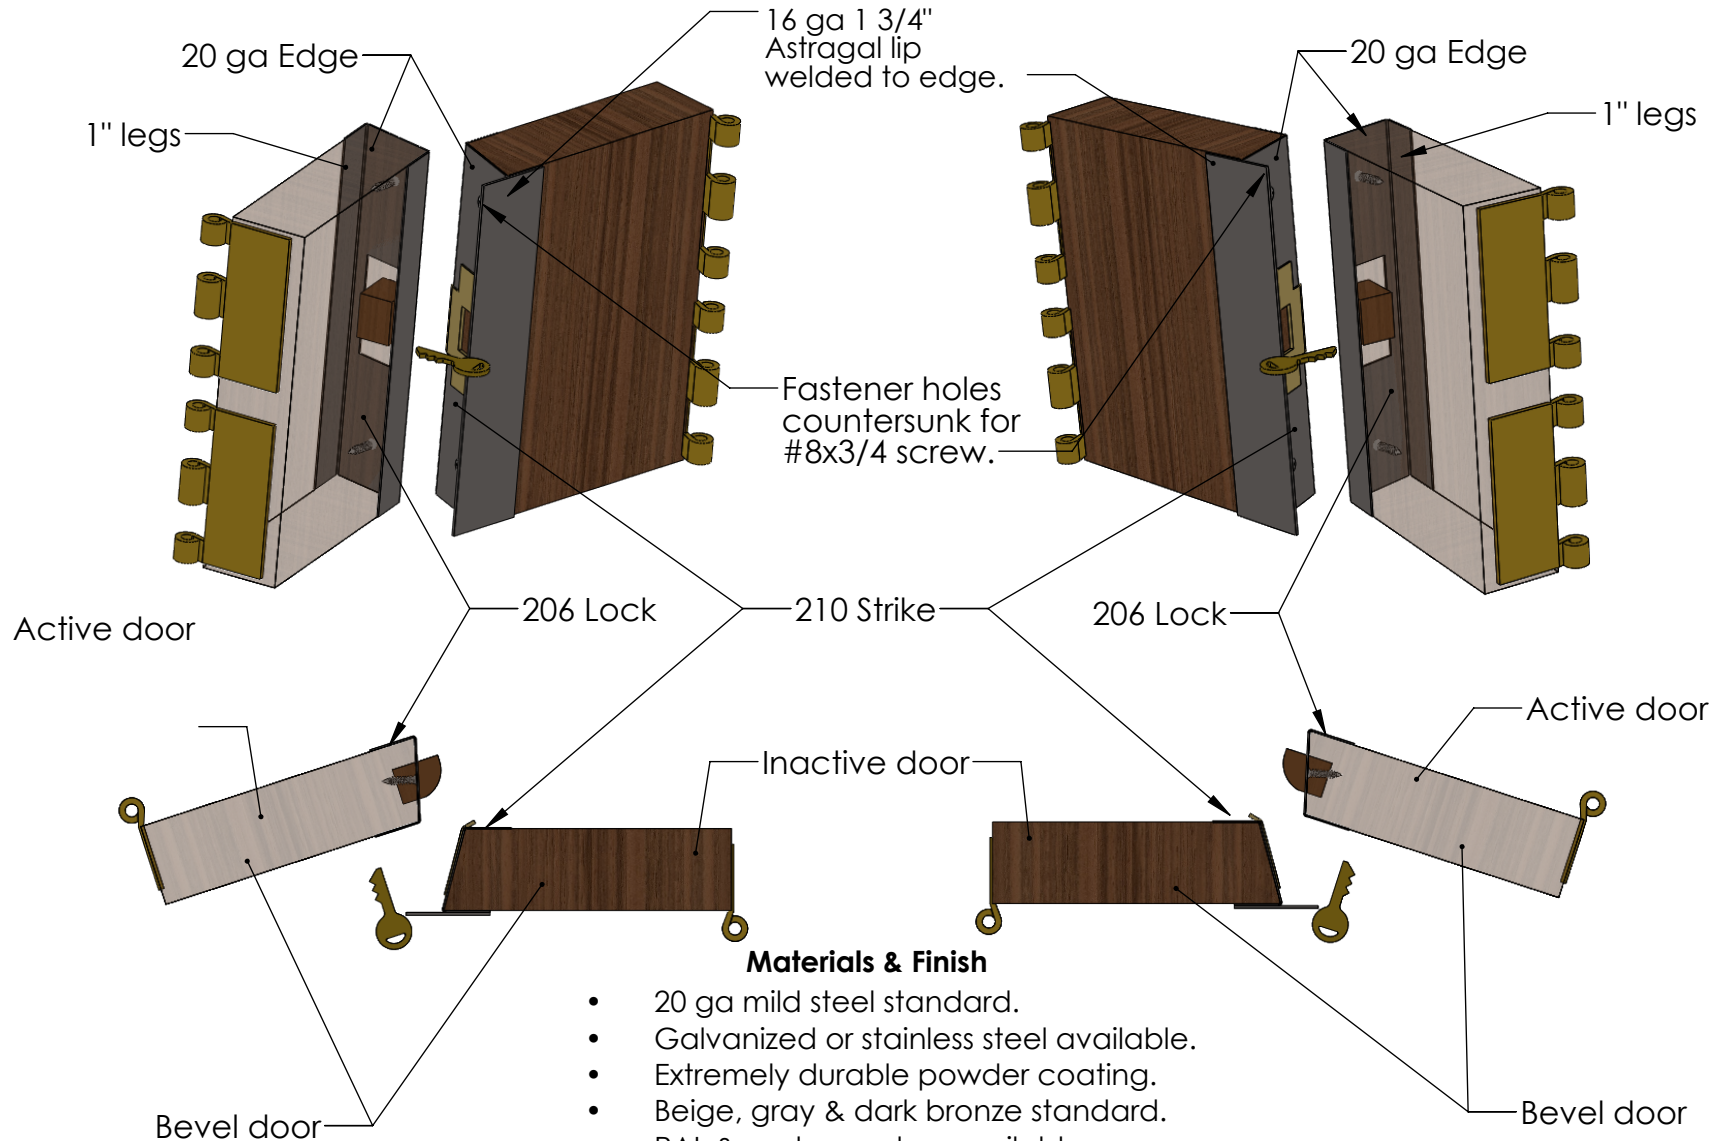 16 ga 1 3/4"
Astragal lip
welded to edge.
20 ga Edge
20 ga Edge
1" legs
1" legs
Fastener holes
countersunk for
#8x3/4 screw.
206 Lock
210 Strike
206 Lock
Active door
Active door
Inactive door
Materials & Finish
• 20 ga mild steel standard.
• Galvanized or stainless steel available.
• Extremely durable powder coating.
• Beige, gray & dark bronze standard.
Bevel door
Bevel door